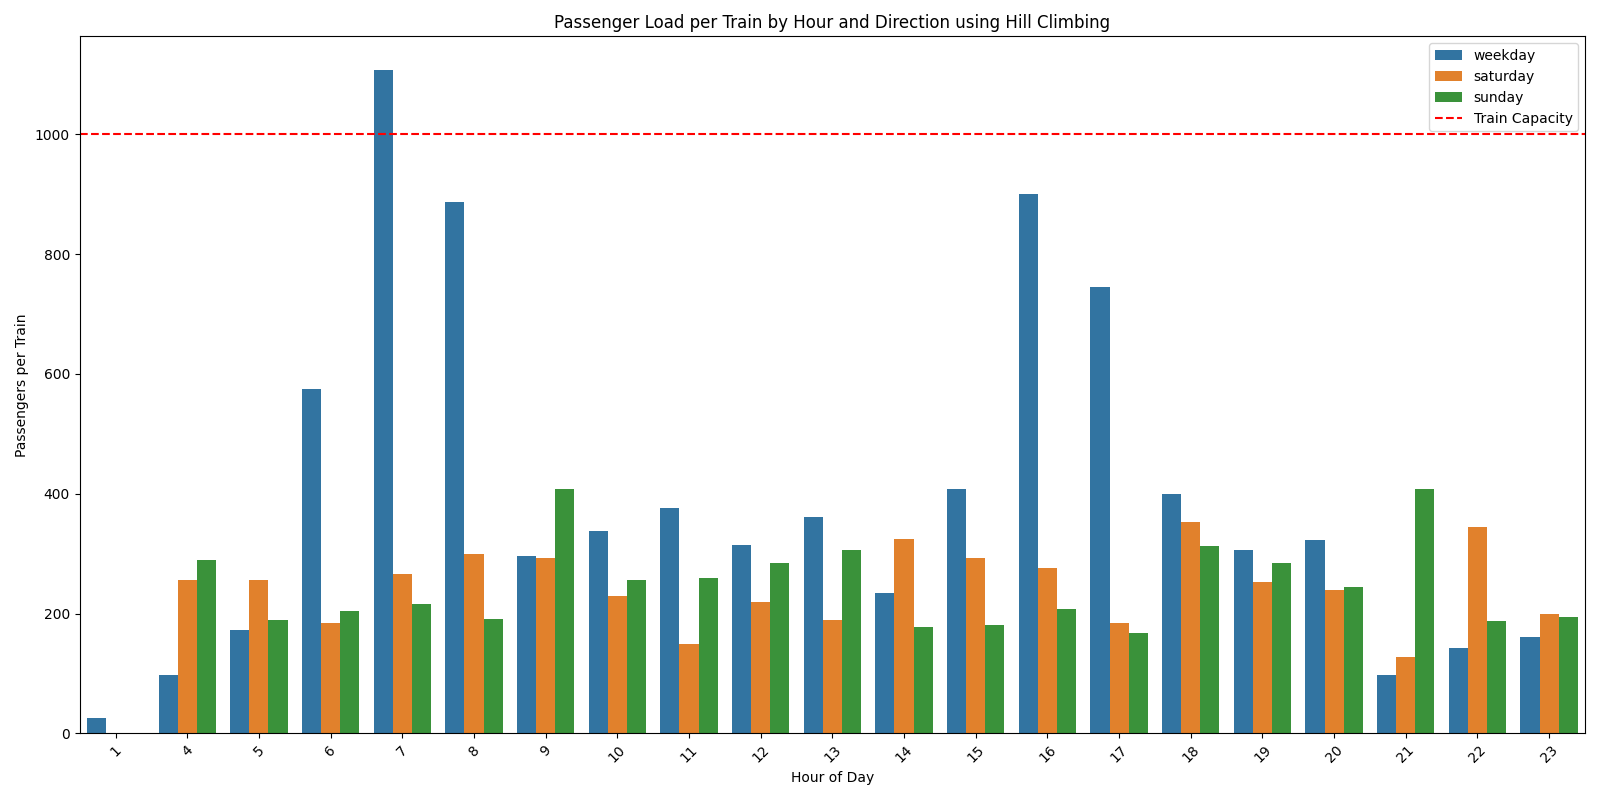 Passenger Load per Train by Hour and Direction using Hill Climbing
weekday
saturday
sunday
Train Capacity
Passengers per Train
1000
800
600
400
200
0
1 4 5 6 7 8 9 10 11 12 13 14 15 16 17 18 19 20 21 22 23
Hour of Day